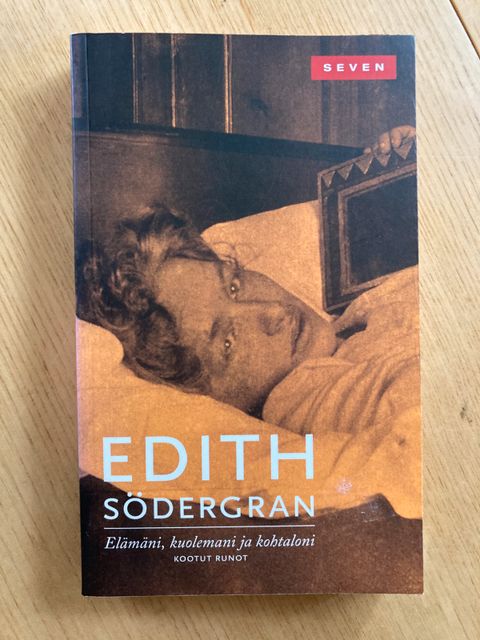 SEVEN
EDITH
SÖDERGRAN
Elämäni, kuolemani ja kohtaloni
KOOTUT RUNOT